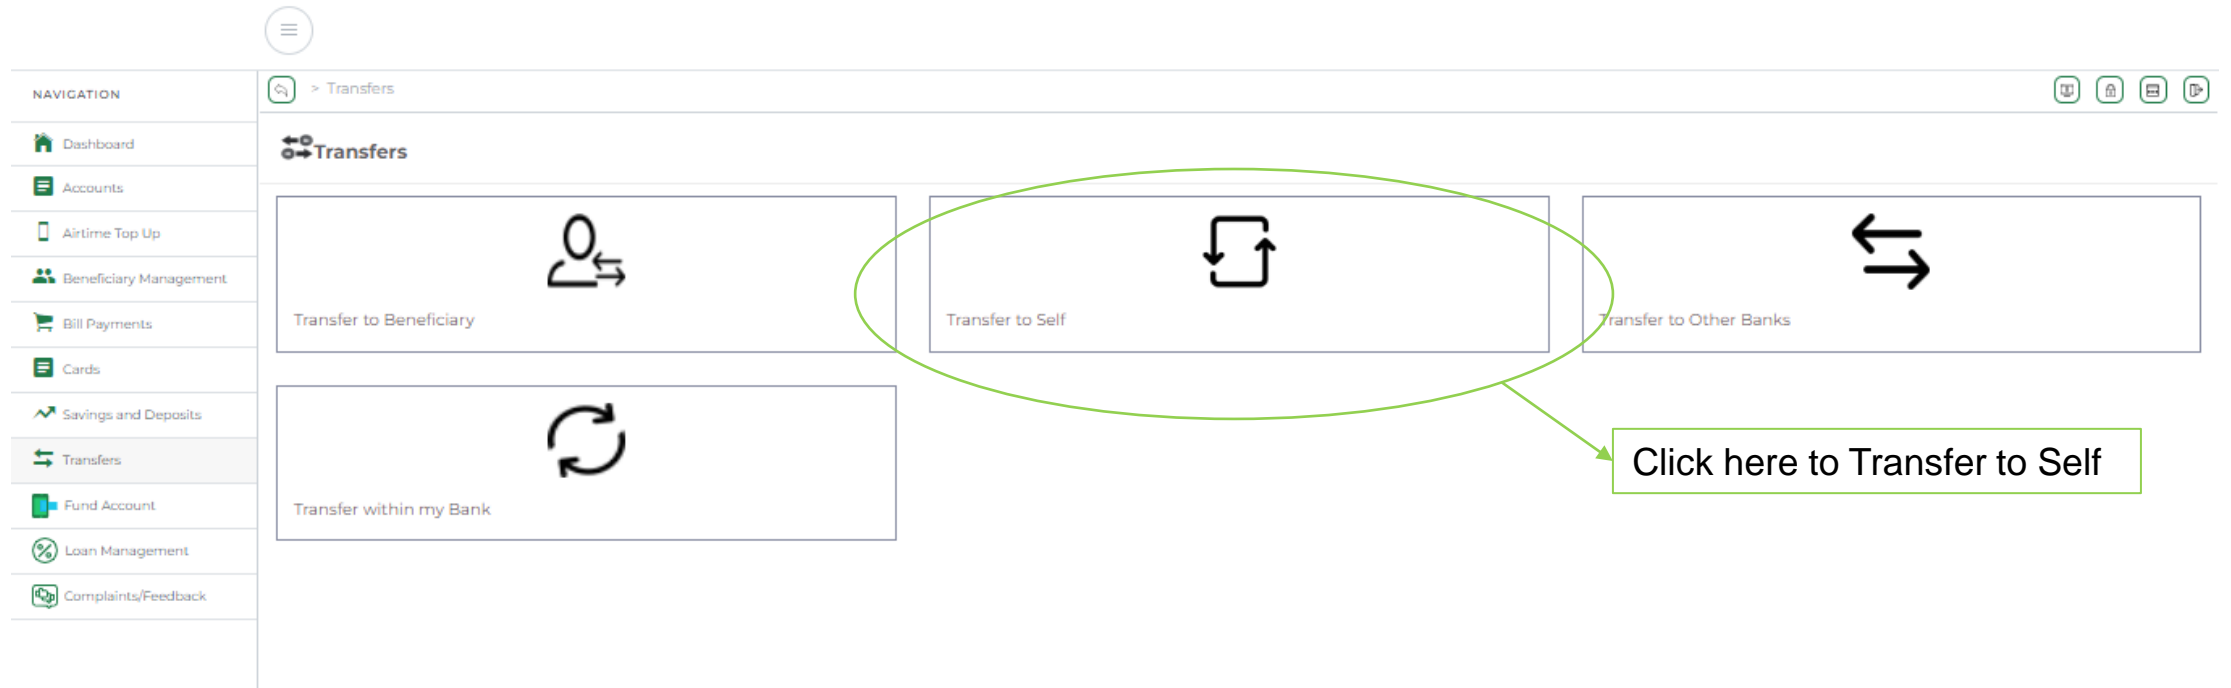 NAVIGATION
> Transfers
Dashboard
Accounts
Airtime Top Up
Beneficiary Management
Bill Payments
Cards
Savings and Deposits
Transfers
Fund Account
Loan Management
Complaints/Feedback
Transfers
Transfer to Beneficiary
Transfer to Self
Transfer to Other Banks
Transfer within my Bank
Click here to Transfer to Self